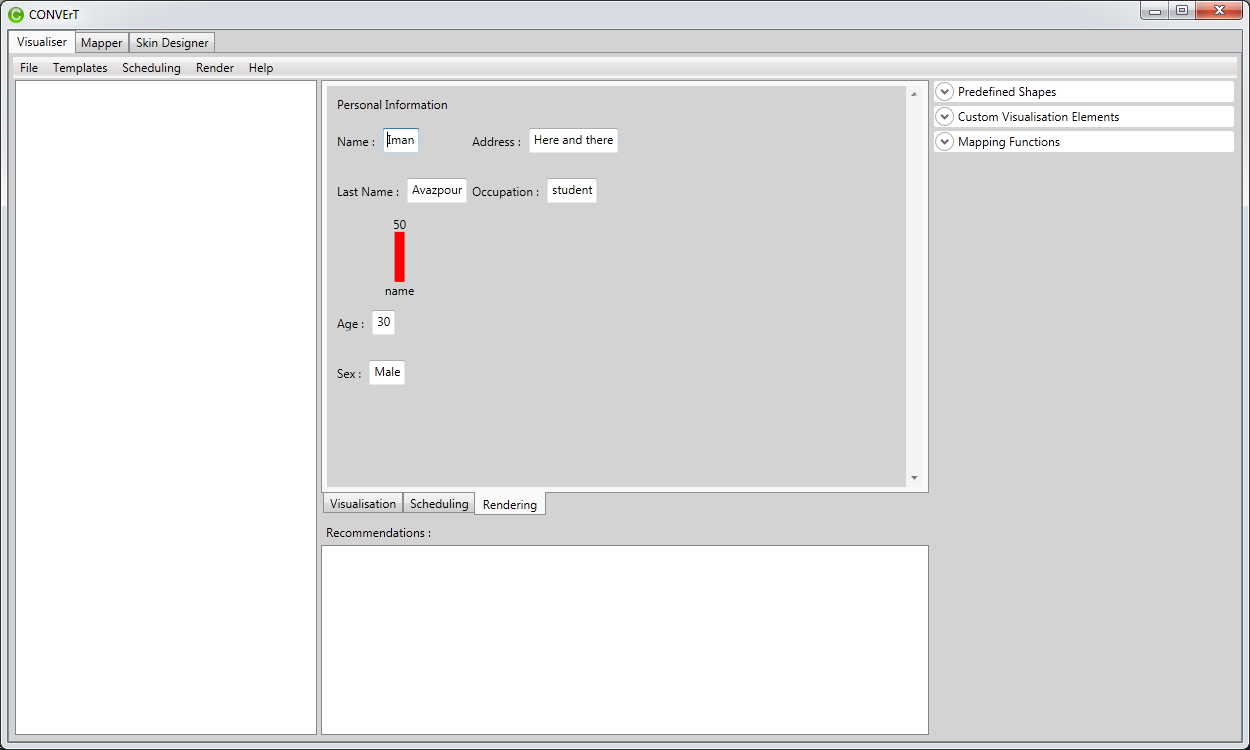 CONVErT
Visualiser Mapper Skin Designer
File Templates Scheduling Render Help
Personal Information
Name : Iman Address : Here and there
Last Name : Avazpour Occupation : student
50
name
Age : 30
Sex : Male
Visualisation Scheduling Rendering
Recommendations :
Predefined Shapes
Custom Visualisation Elements
Mapping Functions